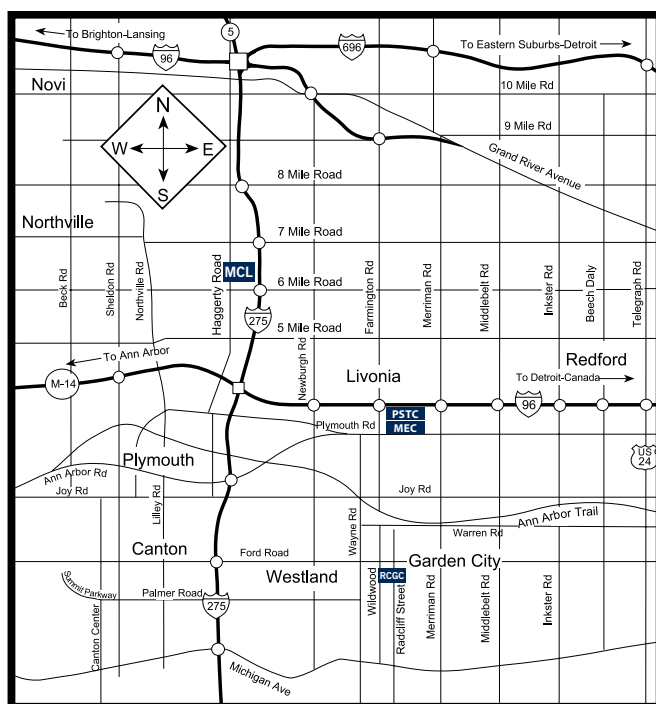 5
To Brighton-Lansing
96
696
To Eastern Suburbs-Detroit
Novi
10 Mile Rd
9 Mile Rd
N
W E
S
Grand River Avenue
8 Mile Road
Northville
7 Mile Road
MCL
6 Mile Road
Beck Rd
Sheldon Rd
Northville Rd
Haggerty Road
Farmington Rd
Merriman Rd
Middlebelt Rd
Inkster Rd
Beech Daly
Telegraph Rd
275
5 Mile Road
To Ann Arbor
Newburgh Rd
Livonia
Redford
To Detroit-Canada
M-14
96
PSTC
Plymouth Rd
MEC
Plymouth
US
24
Ann Arbor Rd
Joy Rd
Lilley Rd
Joy Rd
Ann Arbor Trail
Wayne Rd
Warren Rd
Canton
Ford Road
Garden City
Westland
RCGC
Summit Parkway
Palmer Road
275
Canton Center
Wildwood
Radcliff Street
Merriman Rd
Middlebelt Rd
Inkster Rd
Michigan Ave